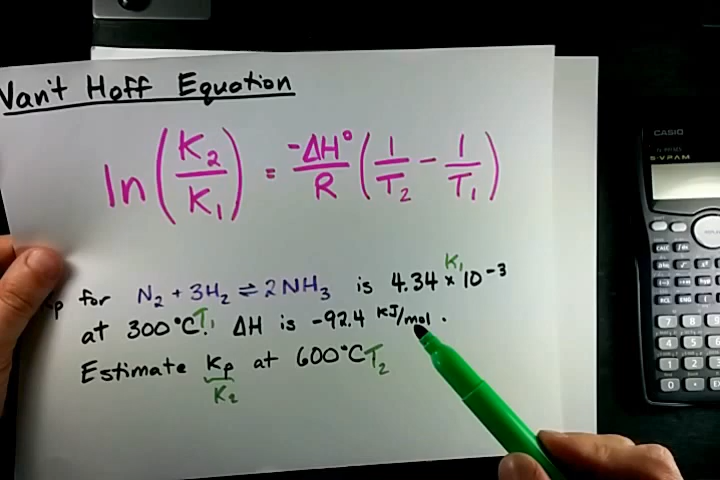 Van't Hoff Equation
ln(K₂/K₁) = -ΔH°/R (1/T₂ - 1/T₁)
K₁
p for N₂ + 3H₂ ⇌ 2NH₃ is 4.34 × 10⁻³
at 300°C T₁. ΔH is -92.4 KJ/mol.
Estimate Kp at 600°C T₂
K₂
CASIO
S-V.P.A.M.